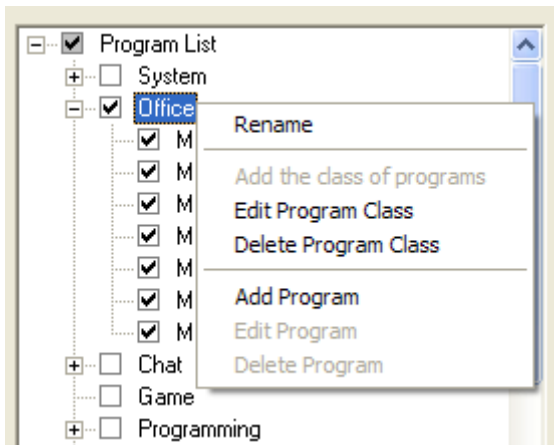 Program List
System
Office
M
M
M
M
M
M
M
Chat
Game
Programming
Rename
Add the class of programs
Edit Program Class
Delete Program Class
Add Program
Edit Program
Delete Program